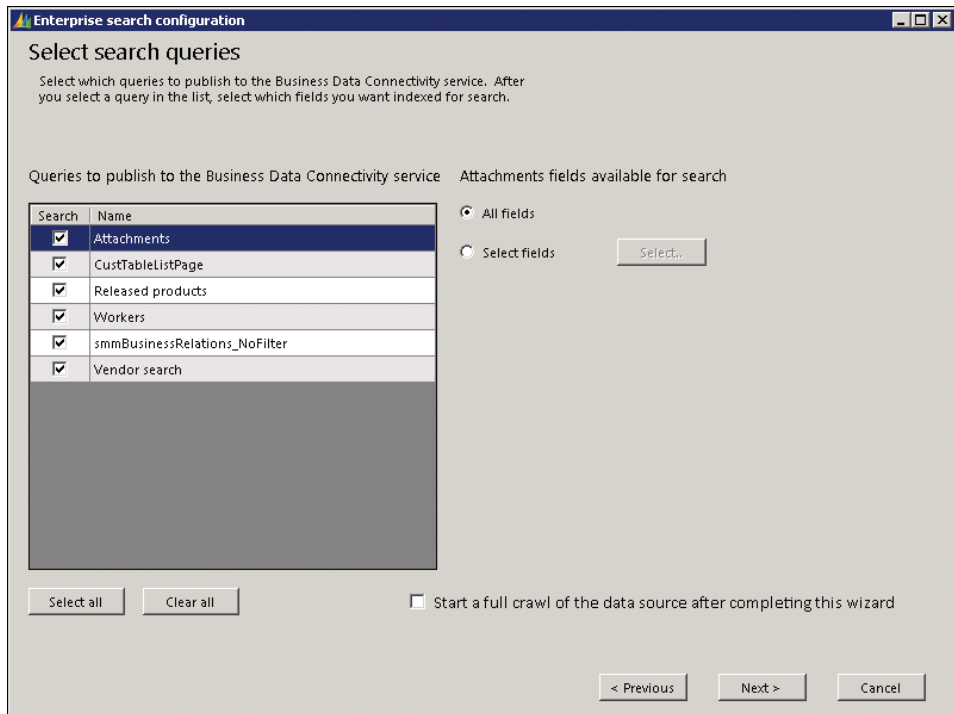 Enterprise search configuration
Select search queries
Select which queries to publish to the Business Data Connectivity service. After
you select a query in the list, select which fields you want indexed for search.
Queries to publish to the Business Data Connectivity service
Attachments fields available for search
Search Name
Attachments
CustTableListPage
Released products
Workers
smmBusinessRelations_NoFilter
Vendor search
All fields
Select fields
Select..
Select all
Clear all
Start a full crawl of the data source after completing this wizard
< Previous
Next >
Cancel